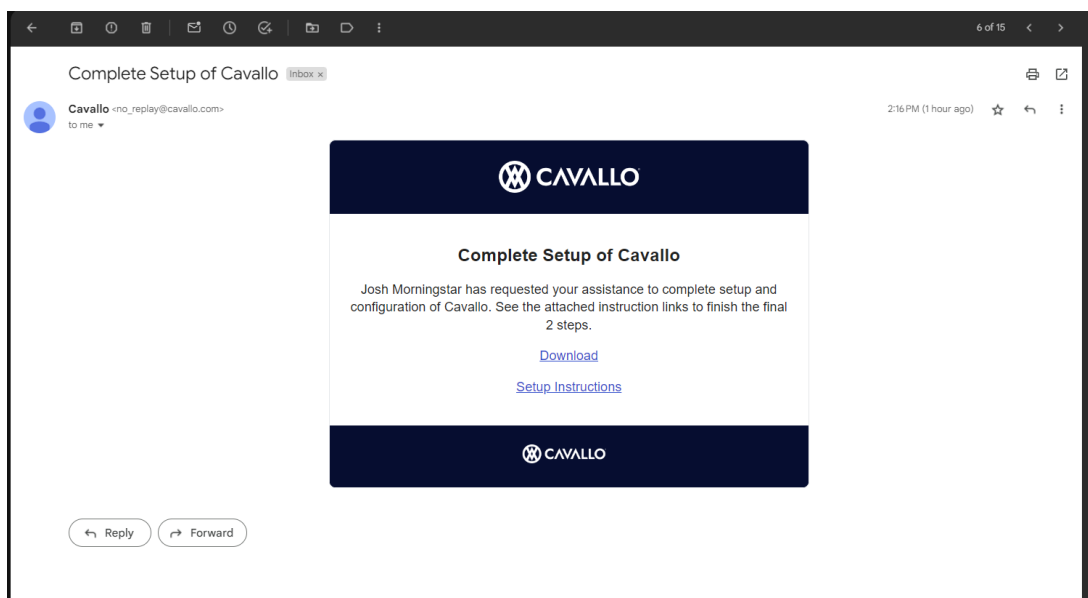 6 of 15
Complete Setup of Cavallo Inbox x
Cavallo <no_replay@cavallo.com>
2:16 PM (1 hour ago)
to me
CAVALLO
Complete Setup of Cavallo
Josh Morningstar has requested your assistance to complete setup and
configuration of Cavallo. See the attached instruction links to finish the final
2 steps.
Download
Setup Instructions
CAVALLO
Reply
Forward